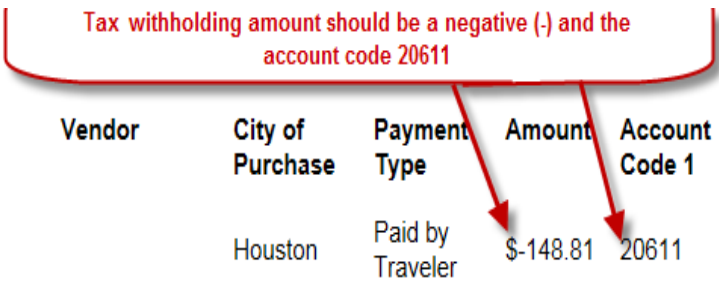 Tax withholding amount should be a negative (-) and the
account code 20611
Vendor City of Purchase Payment Type Amount Account Code 1
Houston Paid by Traveler $-148.81 20611